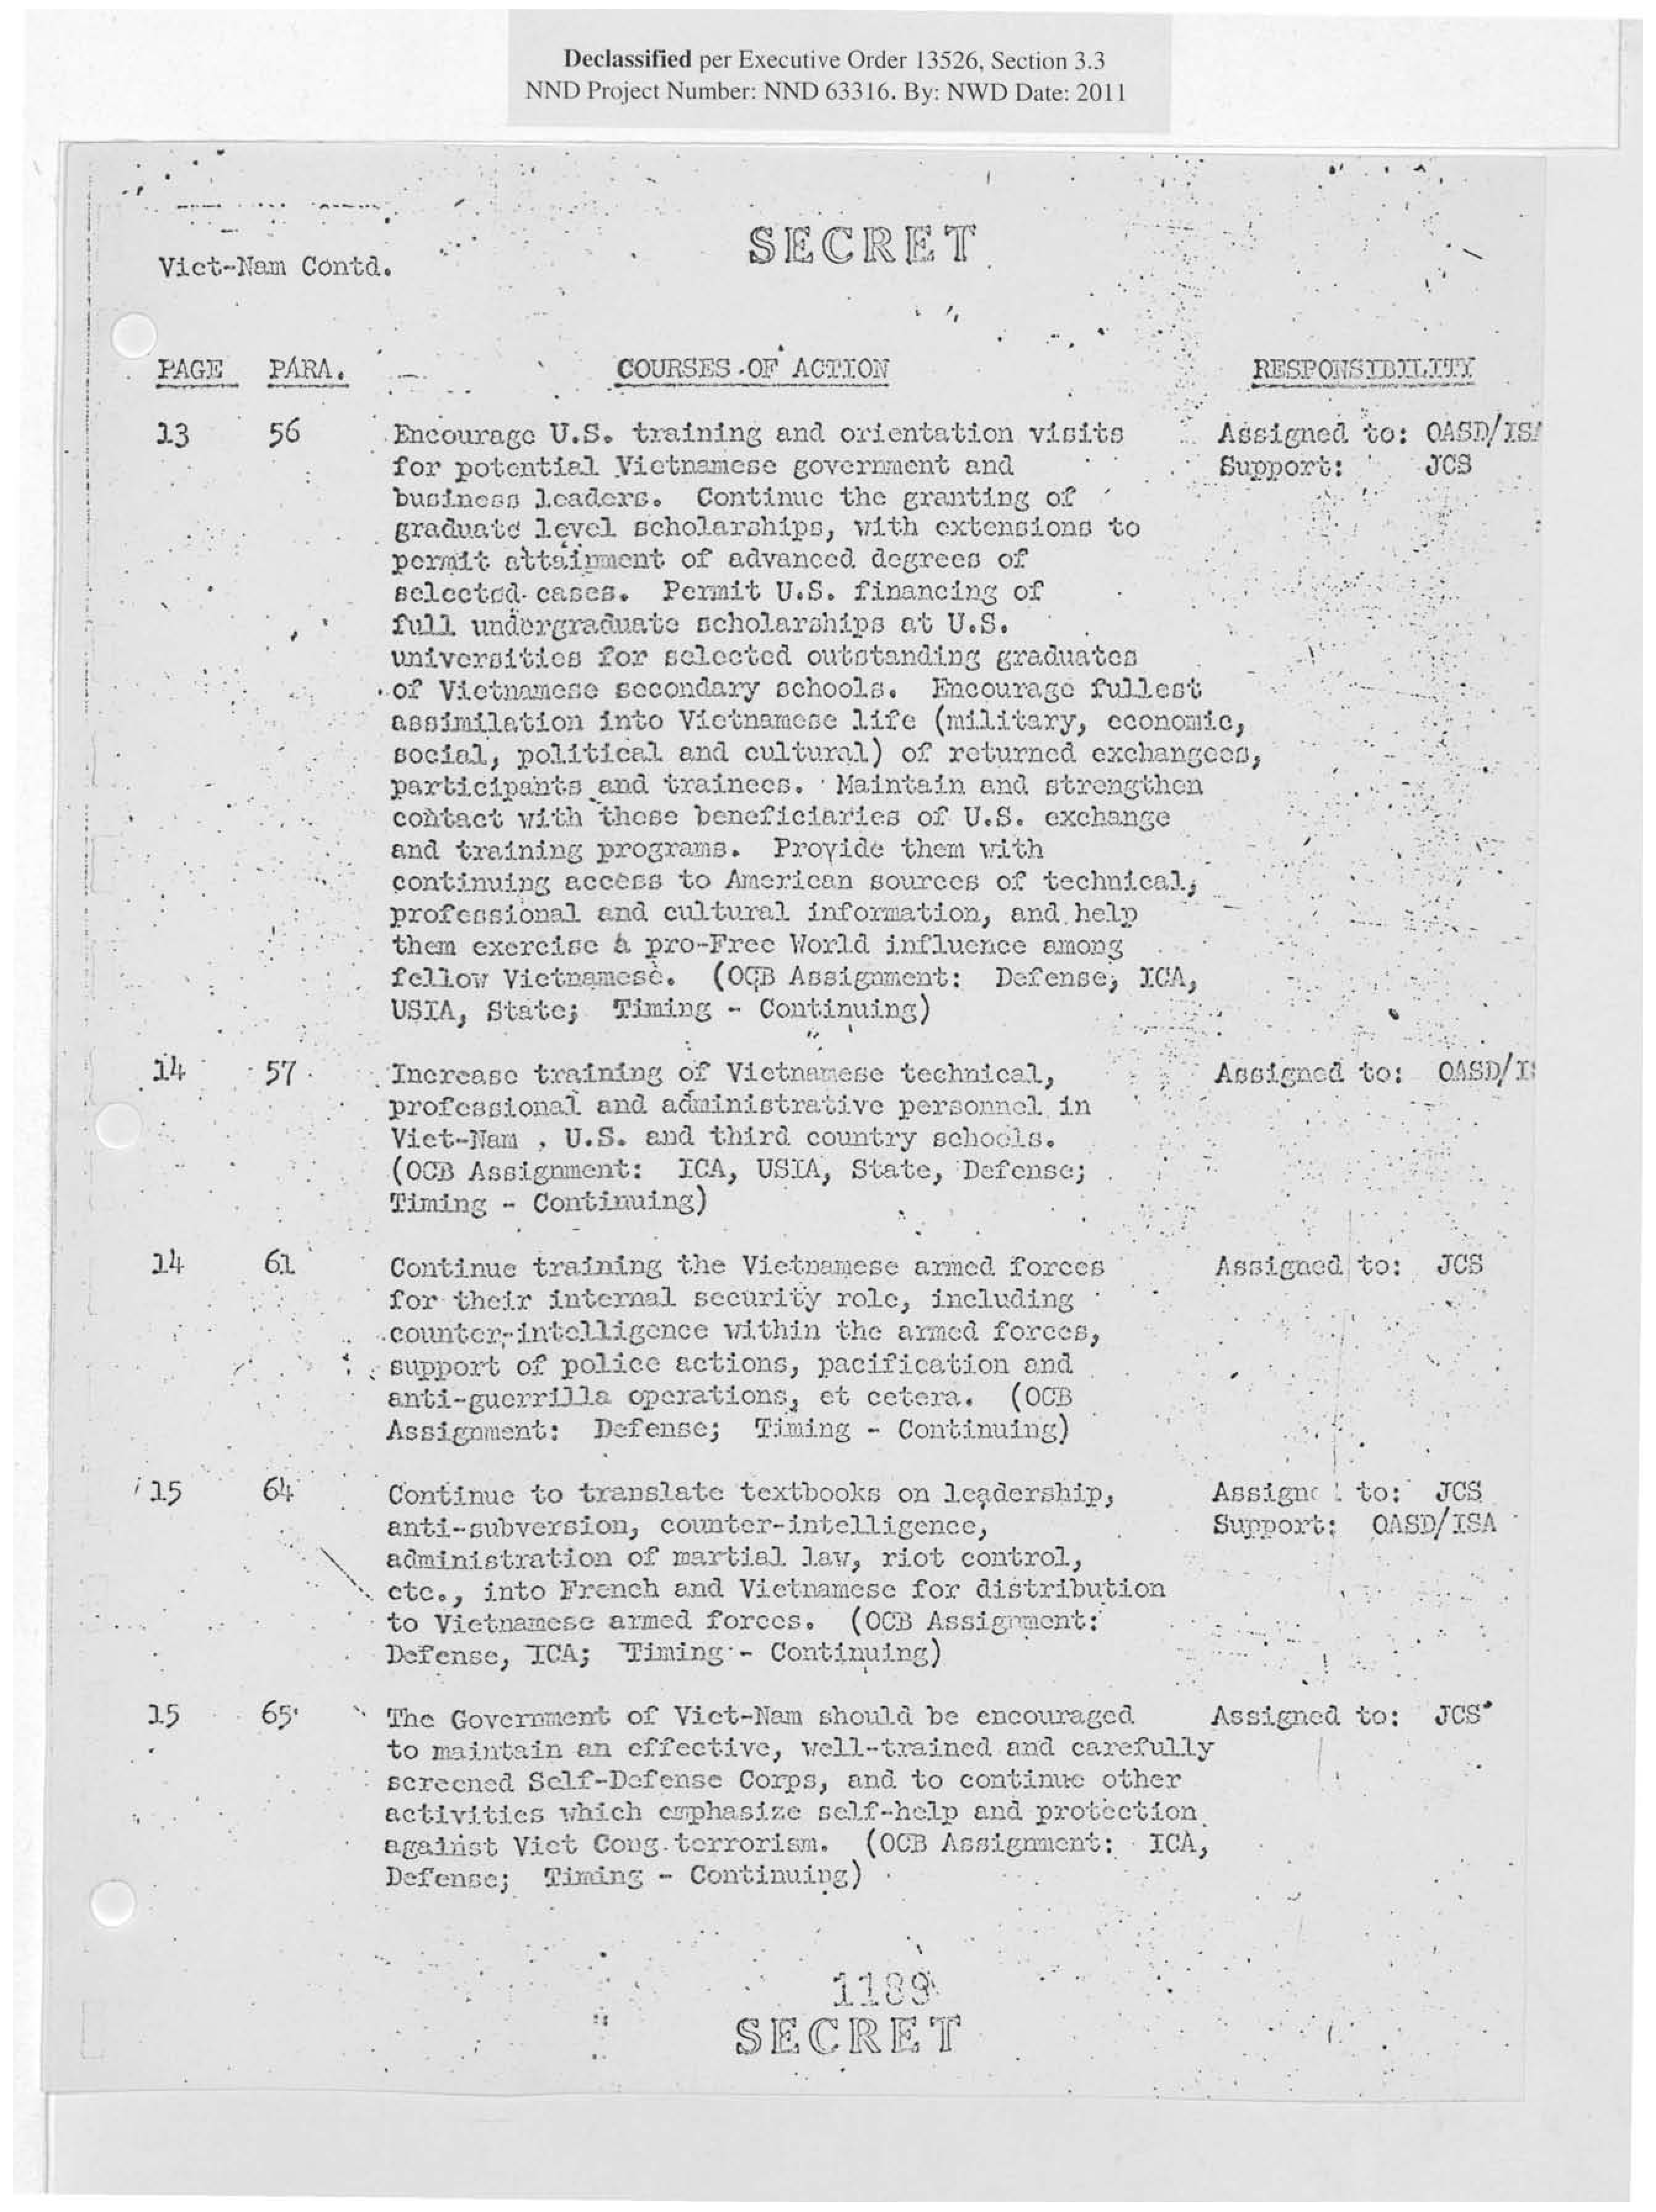 Declassified per Executive Order 13526, Section 3.3
NND Project Number: NND 63316. By: NWD Date: 2011
SECRET
Viet-Nam Contd.
PAGE PARA. COURSES OF ACTION RESPONSIBILITY
13 56 Encourage U.S. training and orientation visits Assigned to: OASD/ISA
for potential Vietnamese government and Support: JCS
business leaders. Continue the granting of
graduate level scholarships, with extensions to
permit attainment of advanced degrees of
selected cases. Permit U.S. financing of
full undergraduate scholarships at U.S.
universities for selected outstanding graduates
of Vietnamese secondary schools. Encourage fullest
assimilation into Vietnamese life (military, economic,
social, political and cultural) of returned exchangees,
participants and trainees. Maintain and strengthen
contact with these beneficiaries of U.S. exchange
and training programs. Provide them with
continuing access to American sources of technical,
professional and cultural information, and help
them exercise a pro-Free World influence among
fellow Vietnamese. (OCB Assignment: Defense, ICA,
USIA, State; Timing - Continuing)
14 57 Increase training of Vietnamese technical, Assigned to: OASD/I
professional and administrative personnel in
Viet-Nam , U.S. and third country schools.
(OCB Assignment: ICA, USIA, State, Defense;
Timing - Continuing)
14 61 Continue training the Vietnamese armed forces Assigned to: JCS
for their internal security role, including
counter-intelligence within the armed forces,
support of police actions, pacification and
anti-guerrilla operations, et cetera. (OCB
Assignment: Defense; Timing - Continuing)
15 64 Continue to translate textbooks on leadership, Assigned to: JCS
anti-subversion, counter-intelligence, Support: OASD/ISA
administration of martial law, riot control,
etc., into French and Vietnamese for distribution
to Vietnamese armed forces. (OCB Assignment:
Defense, ICA; Timing - Continuing)
15 65 The Government of Viet-Nam should be encouraged Assigned to: JCS
to maintain an effective, well-trained and carefully
screened Self-Defense Corps, and to continue other
activities which emphasize self-help and protection
against Viet Cong terrorism. (OCB Assignment: ICA,
Defense; Timing - Continuing)
1189
SECRET